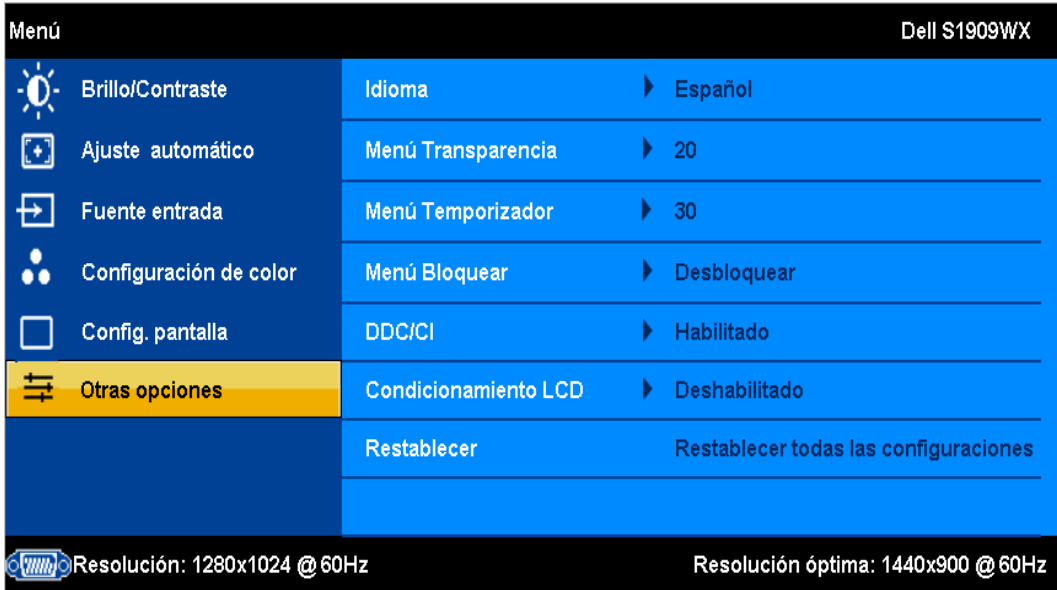 Menú Dell S1909WX
Brillo/Contraste Idioma Español
Ajuste automático Menú Transparencia 20
Fuente entrada Menú Temporizador 30
Configuración de color Menú Bloquear Desbloquear
Config. pantalla DDC/CI Habilitado
Otras opciones Condicionamiento LCD Deshabilitado
Restablecer Restablecer todas las configuraciones
Resolución: 1280x1024 @ 60Hz Resolución óptima: 1440x900 @ 60Hz